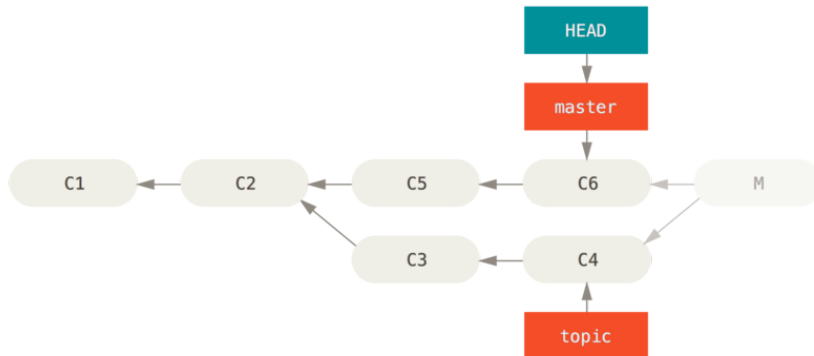 HEAD
master
C1 C2 C5 C6 M
C3 C4
topic